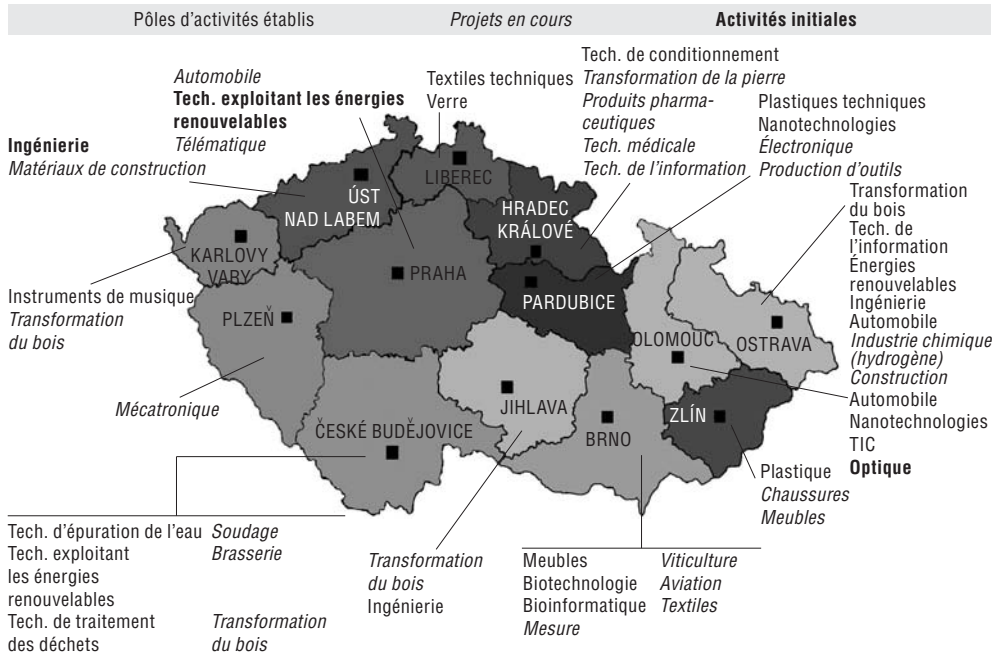 Pôles d'activités établis
Projets en cours
Activités initiales
Automobile
Tech. exploitant les énergies
renouvelables
Télématique
Textiles techniques
Verre
Tech. de conditionnement
Transformation de la pierre
Produits pharma-
ceutiques
Tech. médicale
Tech. de l'information
Plastiques techniques
Nanotechnologies
Électronique
Production d'outils
Ingénierie
Matériaux de construction
Transformation
du bois
Tech. de
l'information
Énergies
renouvelables
Ingénierie
Automobile
Industrie chimique
(hydrogène)
Construction
Automobile
Nanotechnologies
TIC
Optique
LIBEREC
ÚST
NAD LABEM
HRADEC
KRÁLOVÉ
KARLOVY
VARY
PRAHA
PARDUBICE
PLZEŇ
OLOMOUC
OSTRAVA
JIHLAVA
ZLÍN
ČESKÉ BUDĚJOVICE
BRNO
Instruments de musique
Transformation
du bois
Mécatronique
Plastique
Chaussures
Meubles
Tech. d'épuration de l'eau
Tech. exploitant
les énergies
renouvelables
Tech. de traitement
des déchets
Soudage
Brasserie
Transformation
du bois
Transformation
du bois
Ingénierie
Meubles
Biotechnologie
Bioinformatique
Mesure
Viticulture
Aviation
Textiles